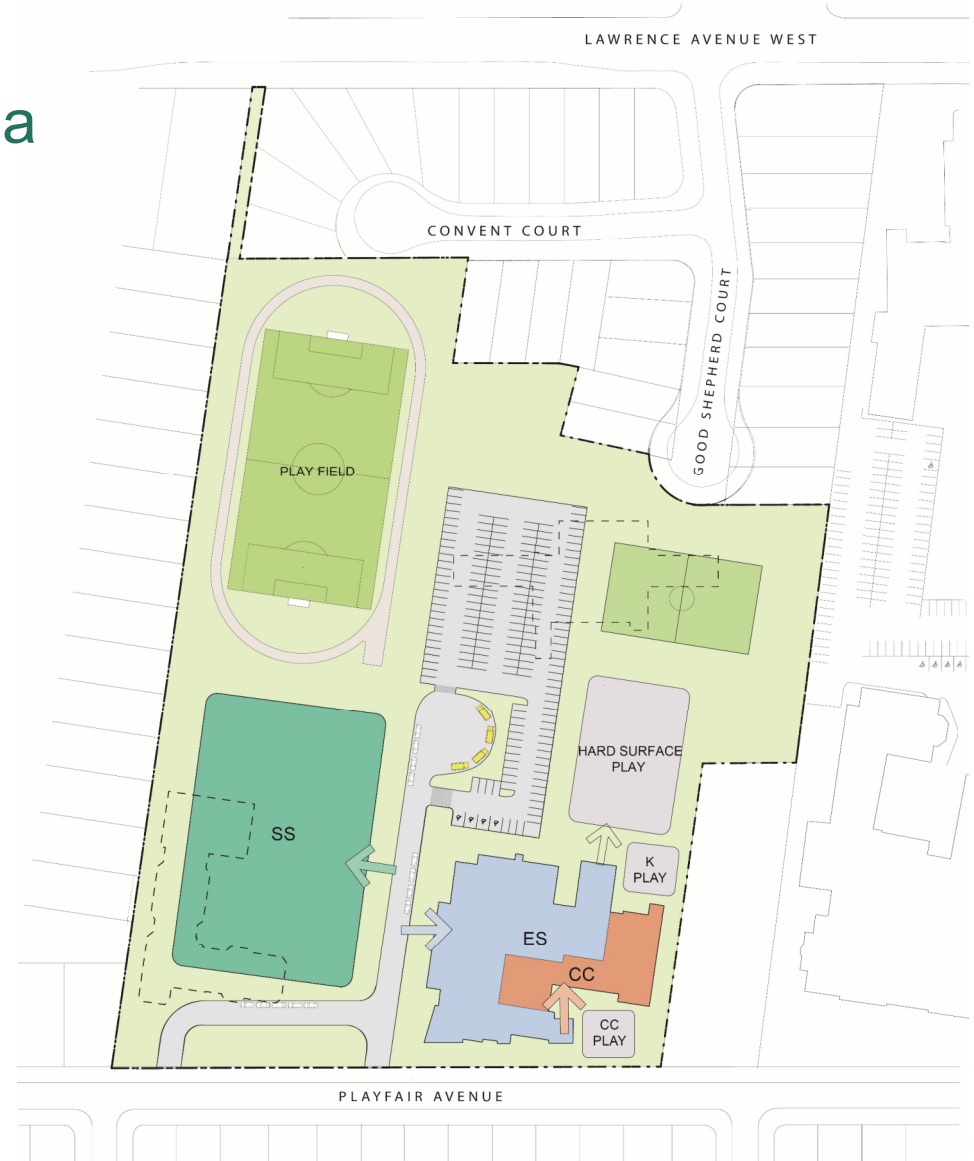 LAWRENCE AVENUE WEST
a
CONVENT COURT
GOOD SHEPHERD COURT
PLAY FIELD
HARD SURFACE
PLAY
SS
K
PLAY
ES
CC
CC
PLAY
PLAYFAIR AVENUE